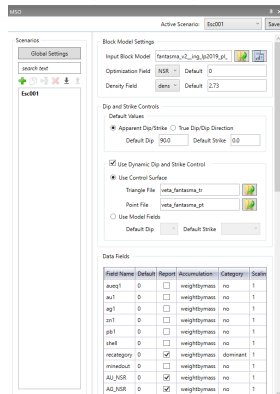 MSO
Active Scenario: Esc001 Save
Scenarios
Global Settings
search text
Esc001
Block Model Settings
Input Block Model fantasma_v2__ing_lp2019_pl_
Optimization Field NSR Default 0
Density Field dens Default 2.73
Dip and Strike Controls
Default Values
Apparent Dip/Strike True Dip/Dip Direction
Default Dip 90.0 Default Strike 0.0
Use Dynamic Dip and Strike Control
Use Control Surface
Triangle File veta_fantasma_tr
Point File veta_fantasma_pt
Use Model Fields
Default Dip Default Strike
Data Fields
Field Name Default Report Accumulation Category Scalin
aueq1 0 weightbymass no 1
au1 0 weightbymass no 1
ag1 0 weightbymass no 1
zn1 0 weightbymass no 1
pb1 0 weightbymass no 1
shell 0 weightbymass no 1
recategory 0 weightbymass dominant 1
minedout 0 weightbymass no 1
AU_NSR 0 weightbymass no 1
AG_NSR 0 weightbymass no 1